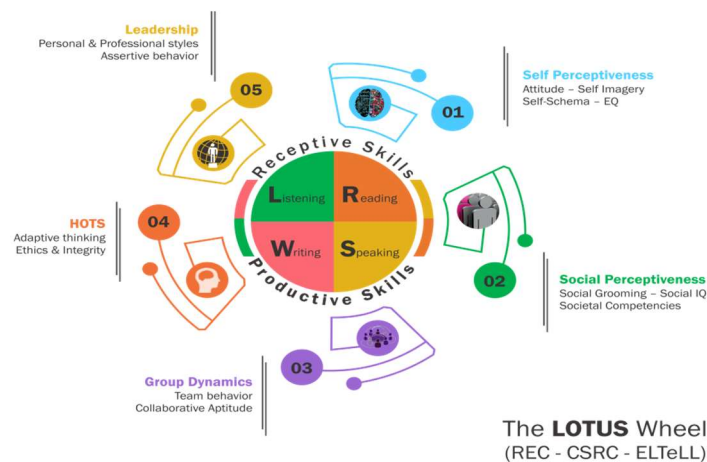 Leadership
Personal & Professional styles
Assertive behavior
05
01
Self Perceptiveness
Attitude – Self Imagery
Self-Schema – EQ
Receptive Skills
Listening
Reading
Writing
Speaking
Productive Skills
HOTS
Adaptive thinking
Ethics & Integrity
04
02
Social Perceptiveness
Social Grooming – Social IQ
Societal Competencies
03
Group Dynamics
Team behavior
Collaborative Aptitude
The LOTUS Wheel
(REC - CSRC - ELTeLL)